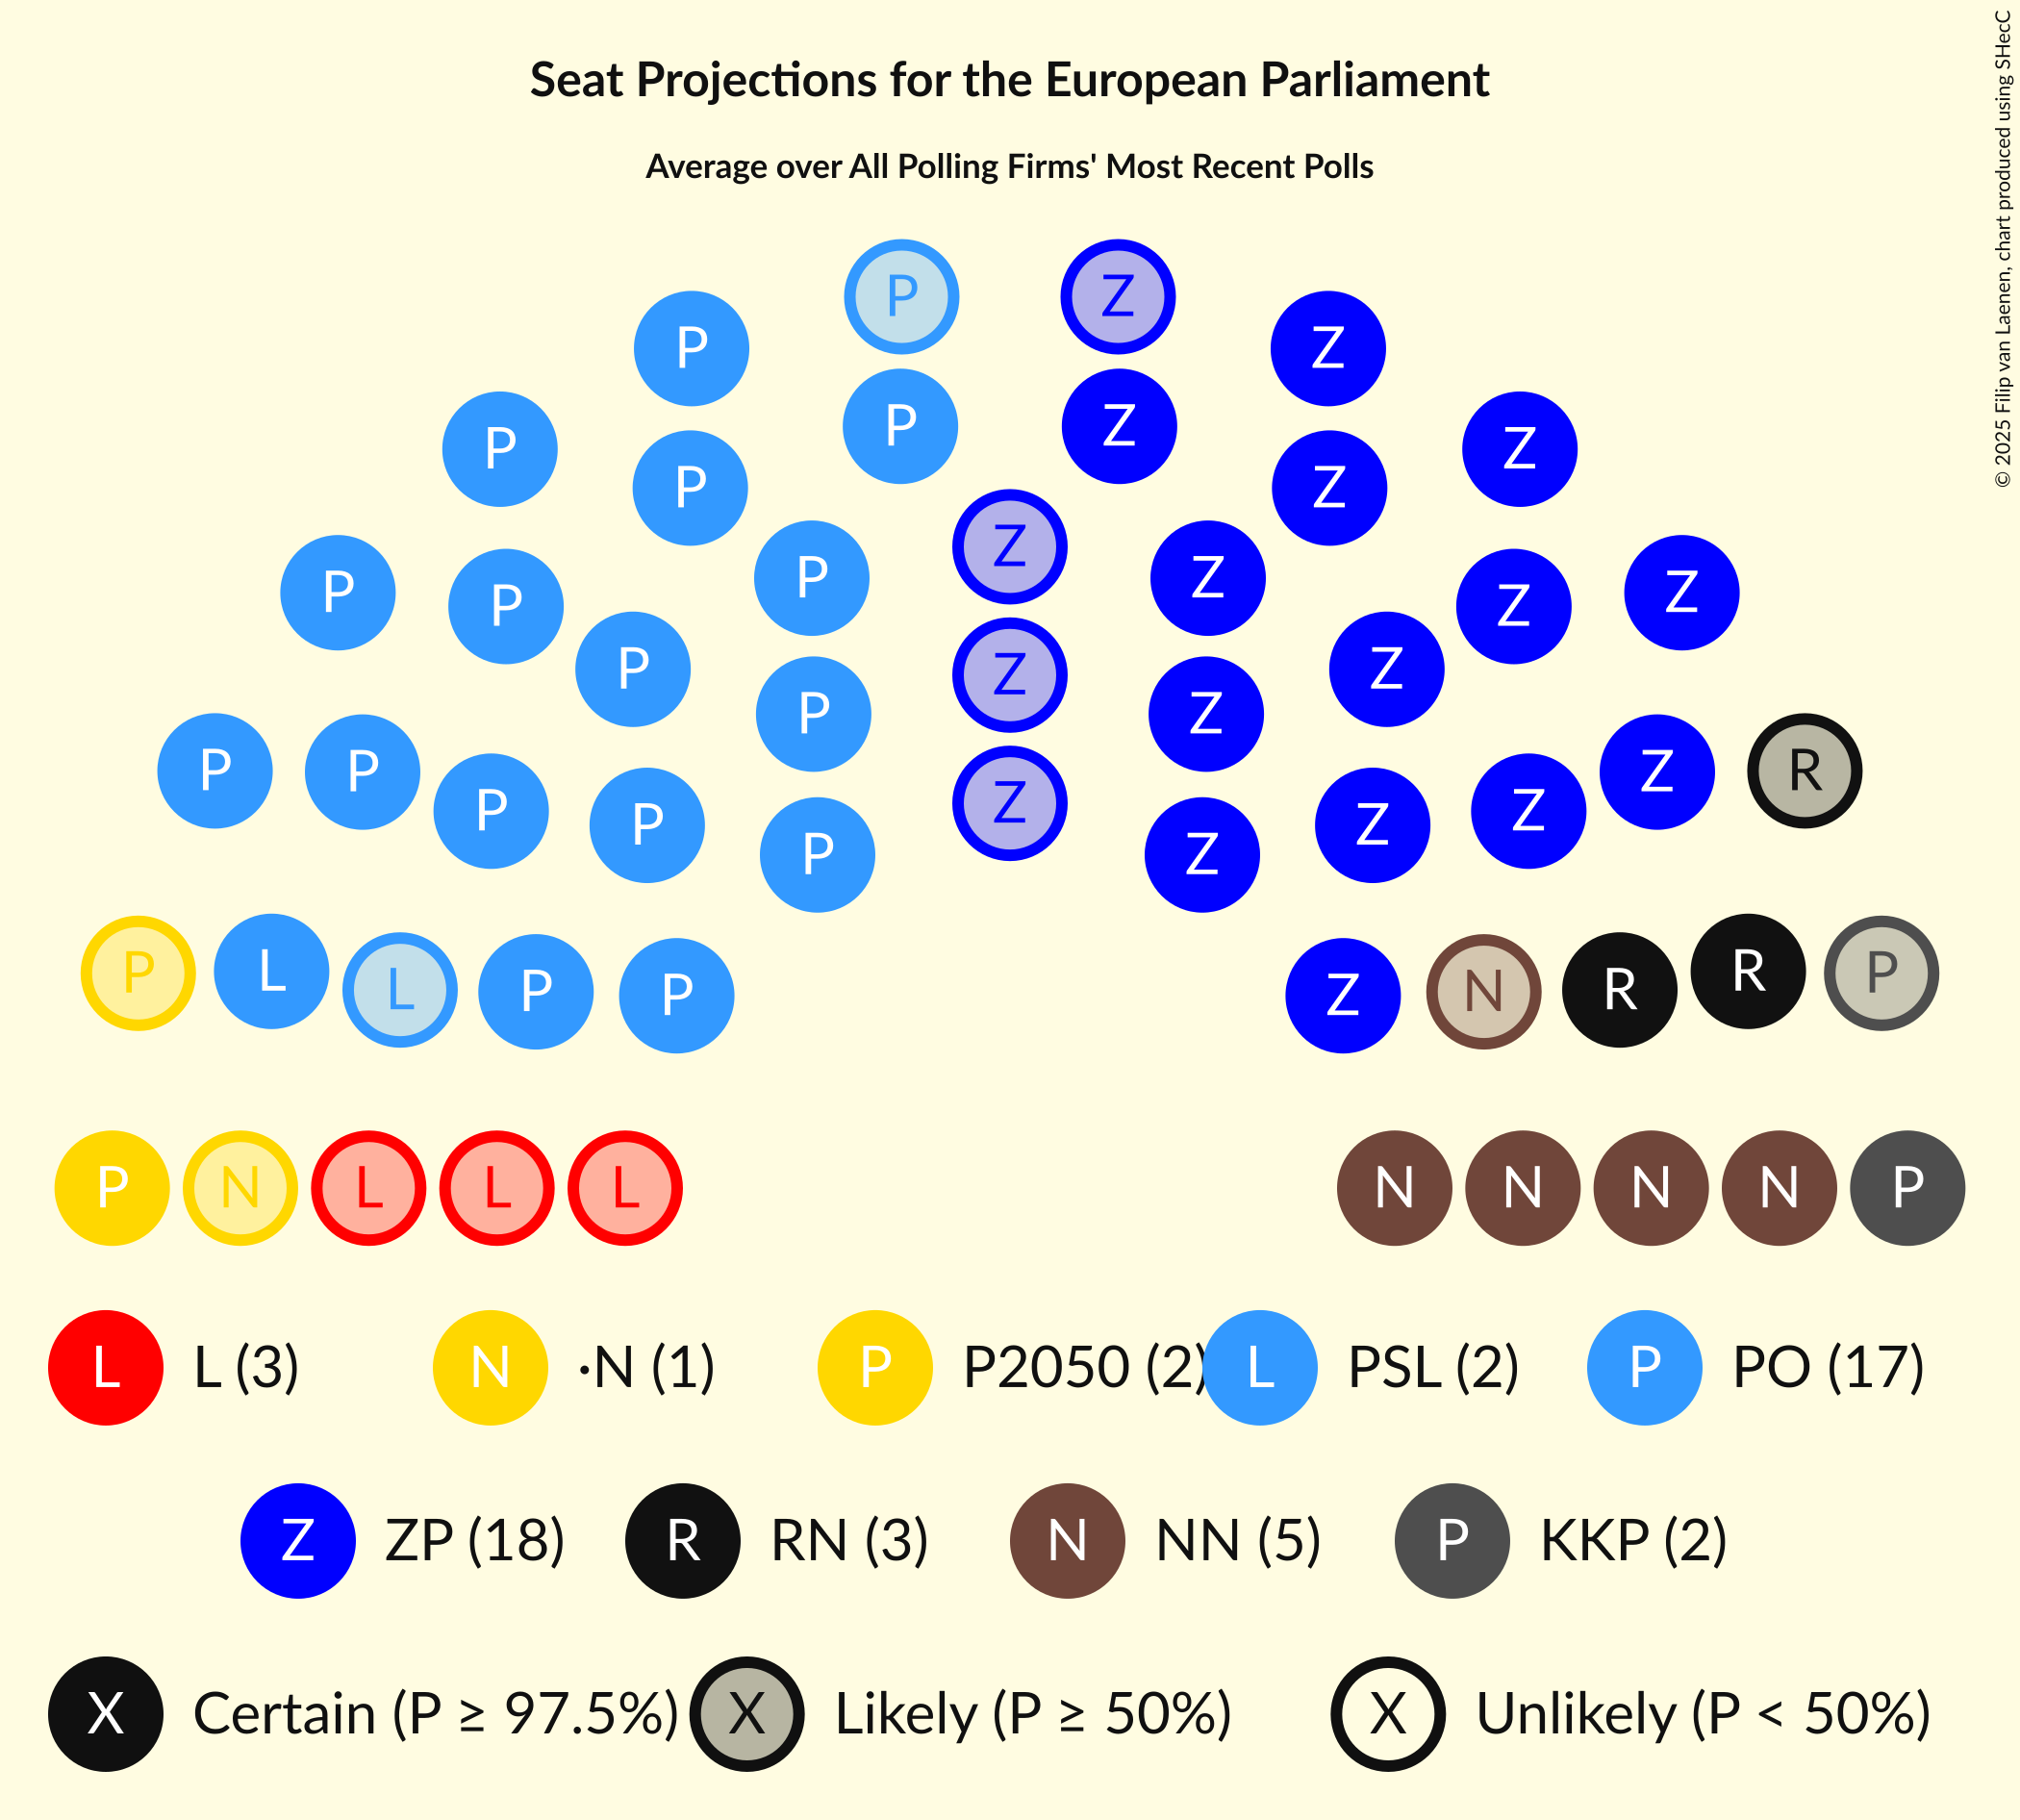 Seat Projections for the European Parliament
Average over All Polling Firms' Most Recent Polls
© 2025 Filip van Laenen, chart produced using SHecC
P Z
P Z
P Z
P Z
P Z
P Z
Z
P Z
P Z
P P Z Z
P Z
Z
P Z
P P Z R
Z
P Z
P Z
P Z
P L L P P Z N R R P
P N L L L N N N N P
L L (3) N ·N (1) P P2050 (2) L PSL (2) P PO (17)
Z ZP (18) R RN (3) N NN (5) P KKP (2)
X Certain (P ≥ 97.5%) X Likely (P ≥ 50%) X Unlikely (P < 50%)